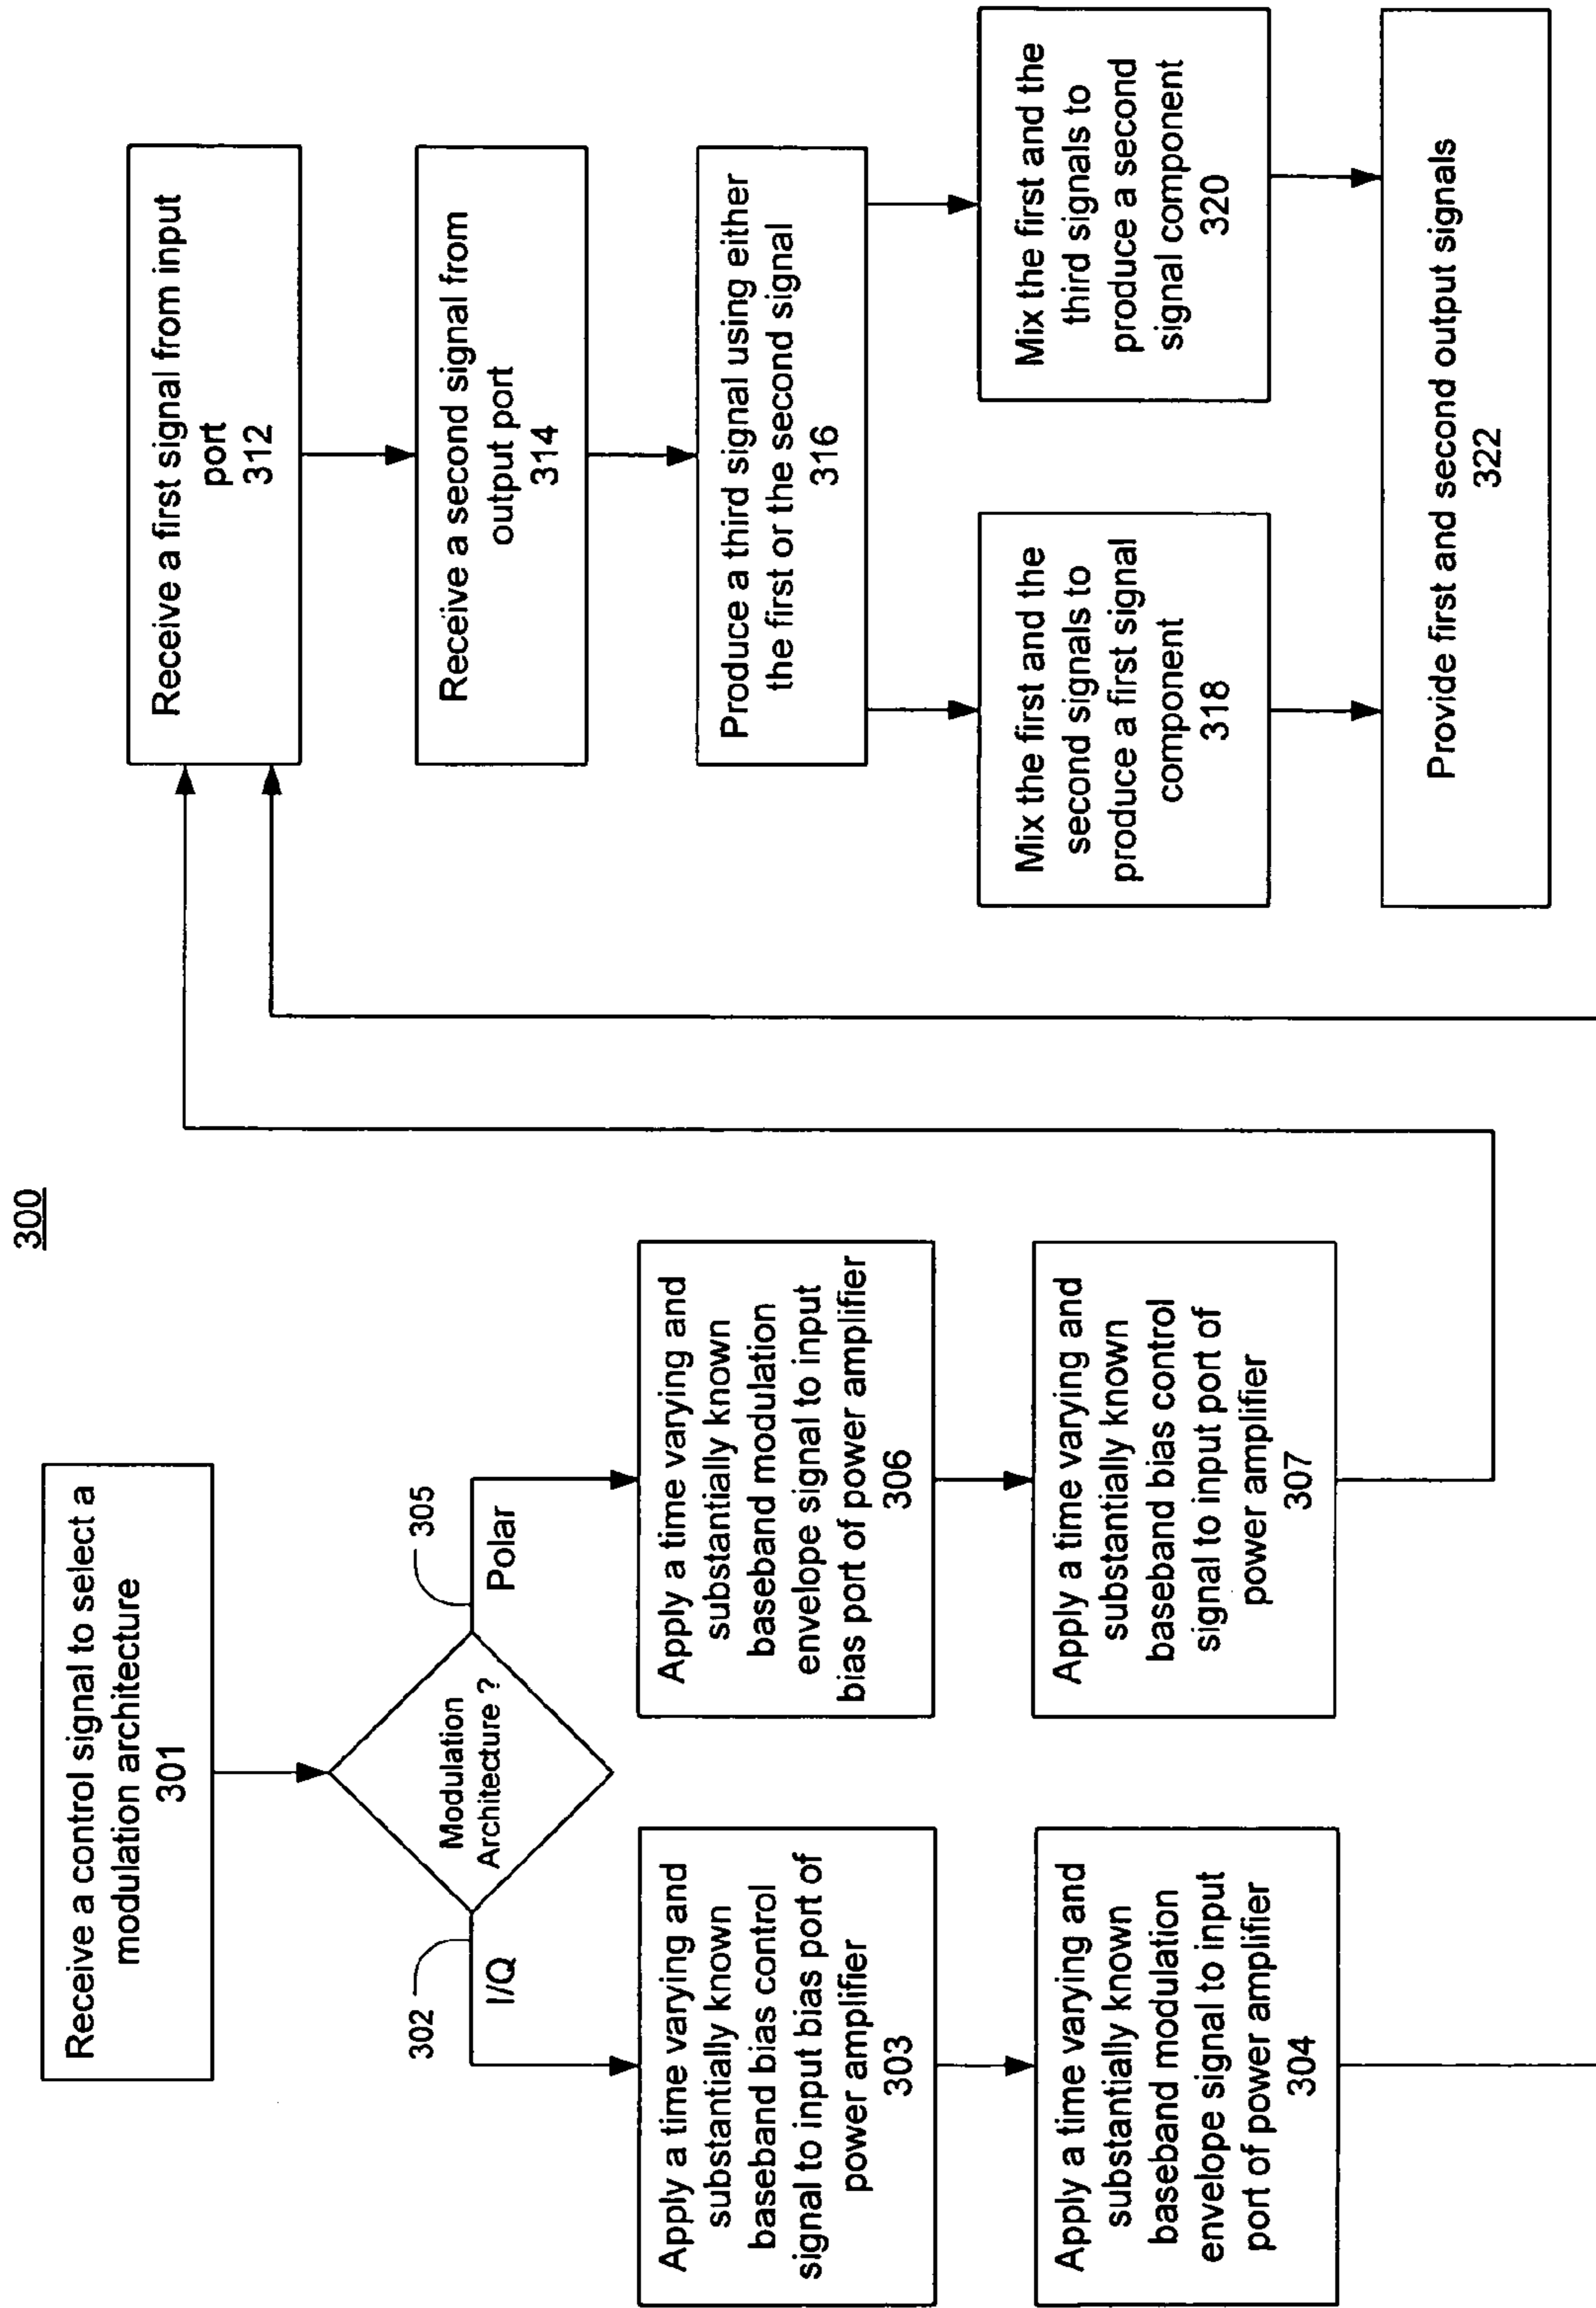 300
Receive a control signal to select a
modulation architecture
301
Modulation
Architecture ?
302
I/Q
305
Polar
Apply a time varying and
substantially known
baseband bias control
signal to input bias port of
power amplifier
303
Apply a time varying and
substantially known
baseband modulation
envelope signal to input
port of power amplifier
304
Apply a time varying and
substantially known
baseband modulation
envelope signal to input
bias port of power amplifier
306
Apply a time varying and
substantially known
baseband bias control
signal to input port of
power amplifier
307
Receive a first signal from input
port
312
Receive a second signal from
output port
314
Produce a third signal using either
the first or the second signal
316
Mix the first and the
second signals to
produce a first signal
component
318
Mix the first and the
third signals to
produce a second
signal component
320
Provide first and second output signals
322